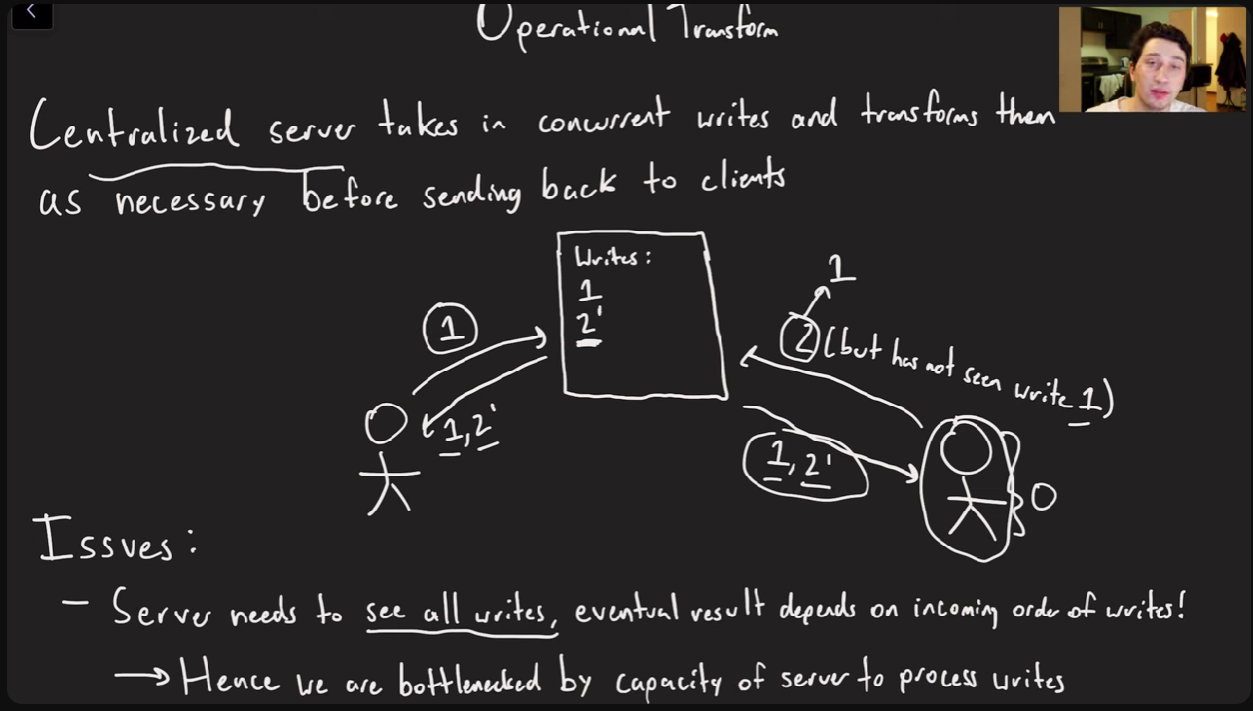 Operational Transform
Centralized server takes in concurrent writes and transforms them
as necessary before sending back to clients
Writes:
1
2'
1
1
2 (but has not seen write 1)
1, 2'
1, 2'
0
Issues:
- Server needs to see all writes, eventual result depends on incoming order of writes!
→ Hence we are bottlenecked by capacity of server to process writes